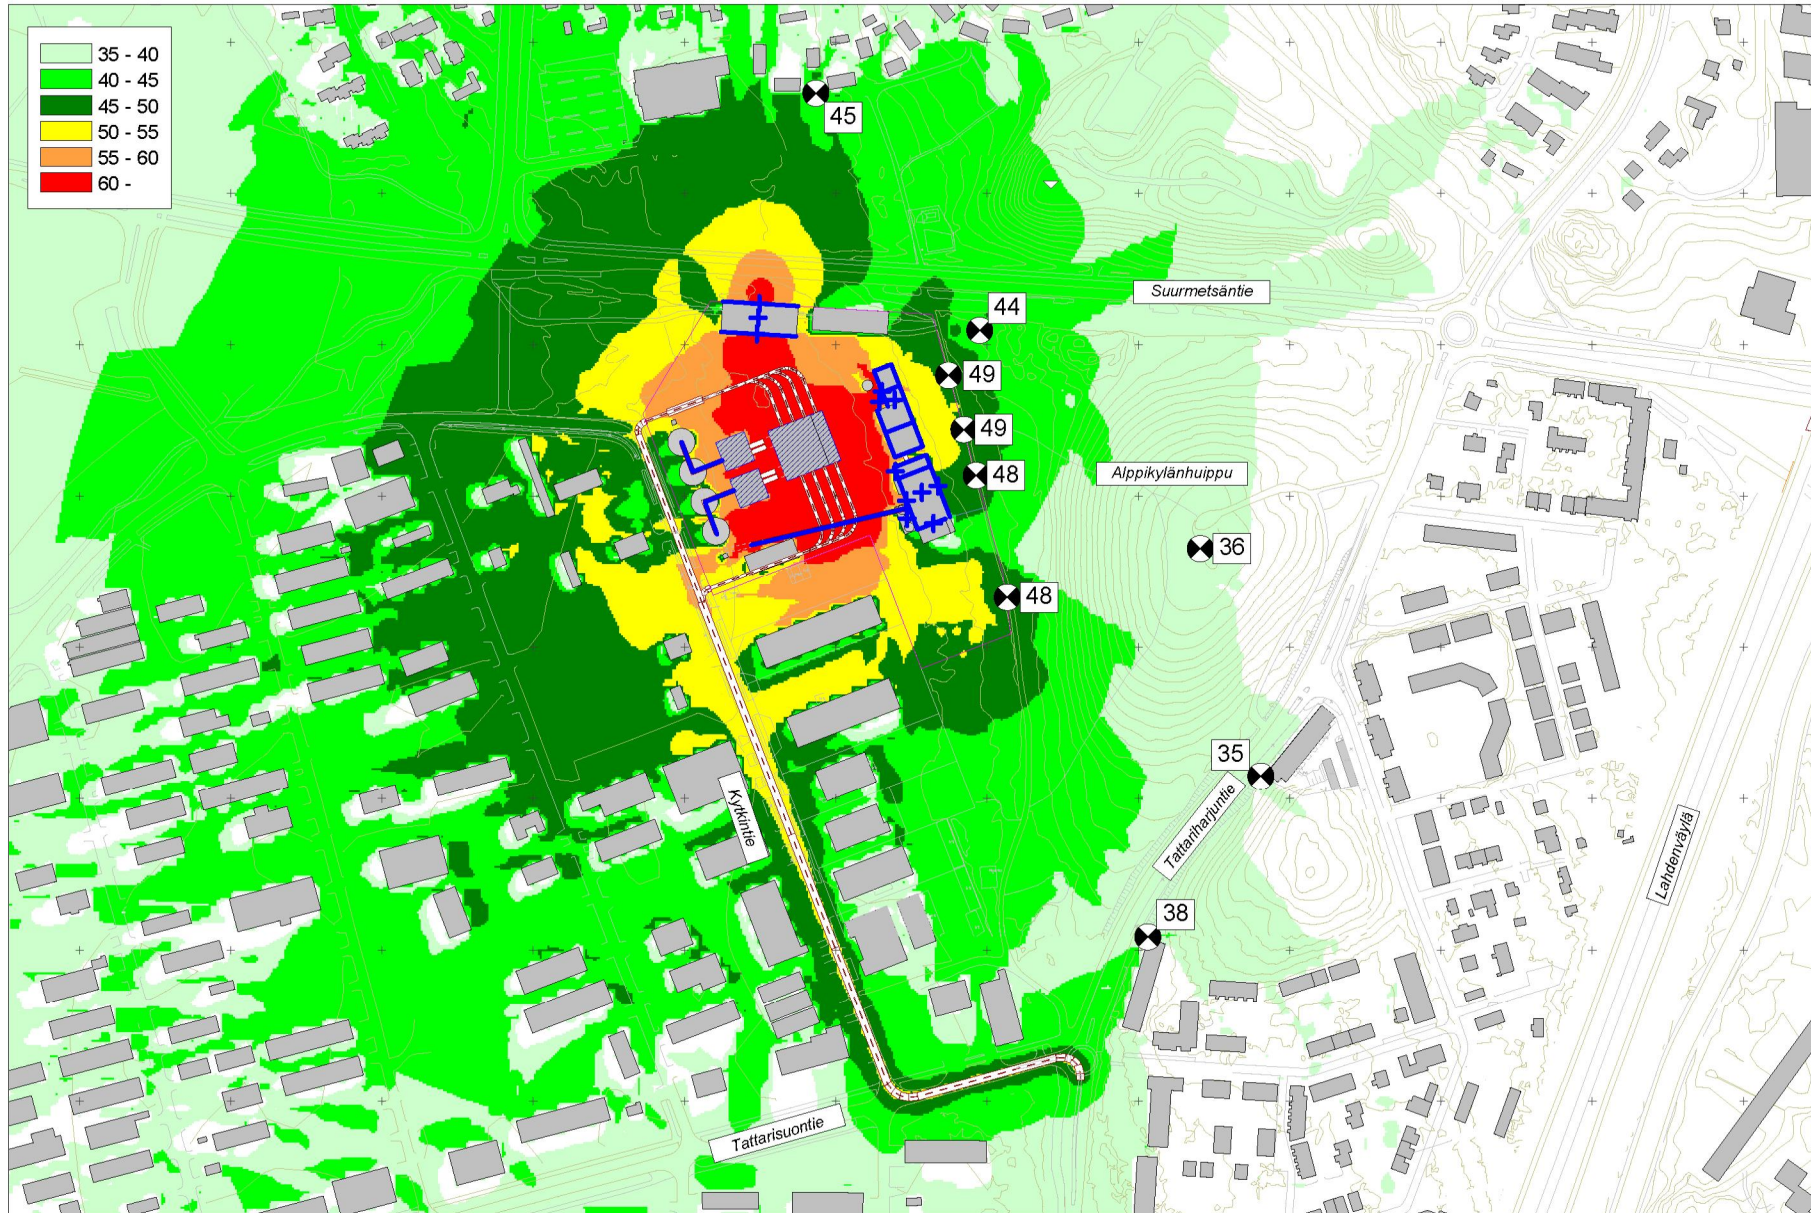 35 - 40
40 - 45
45 - 50
50 - 55
55 - 60
60 -
45
Suurmetsäntie
44
49
49
Alppikylänhuippu
48
36
48
35
Kytkintie
Tattariharjuntie
Lahdenväylä
38
Tattarisuontie